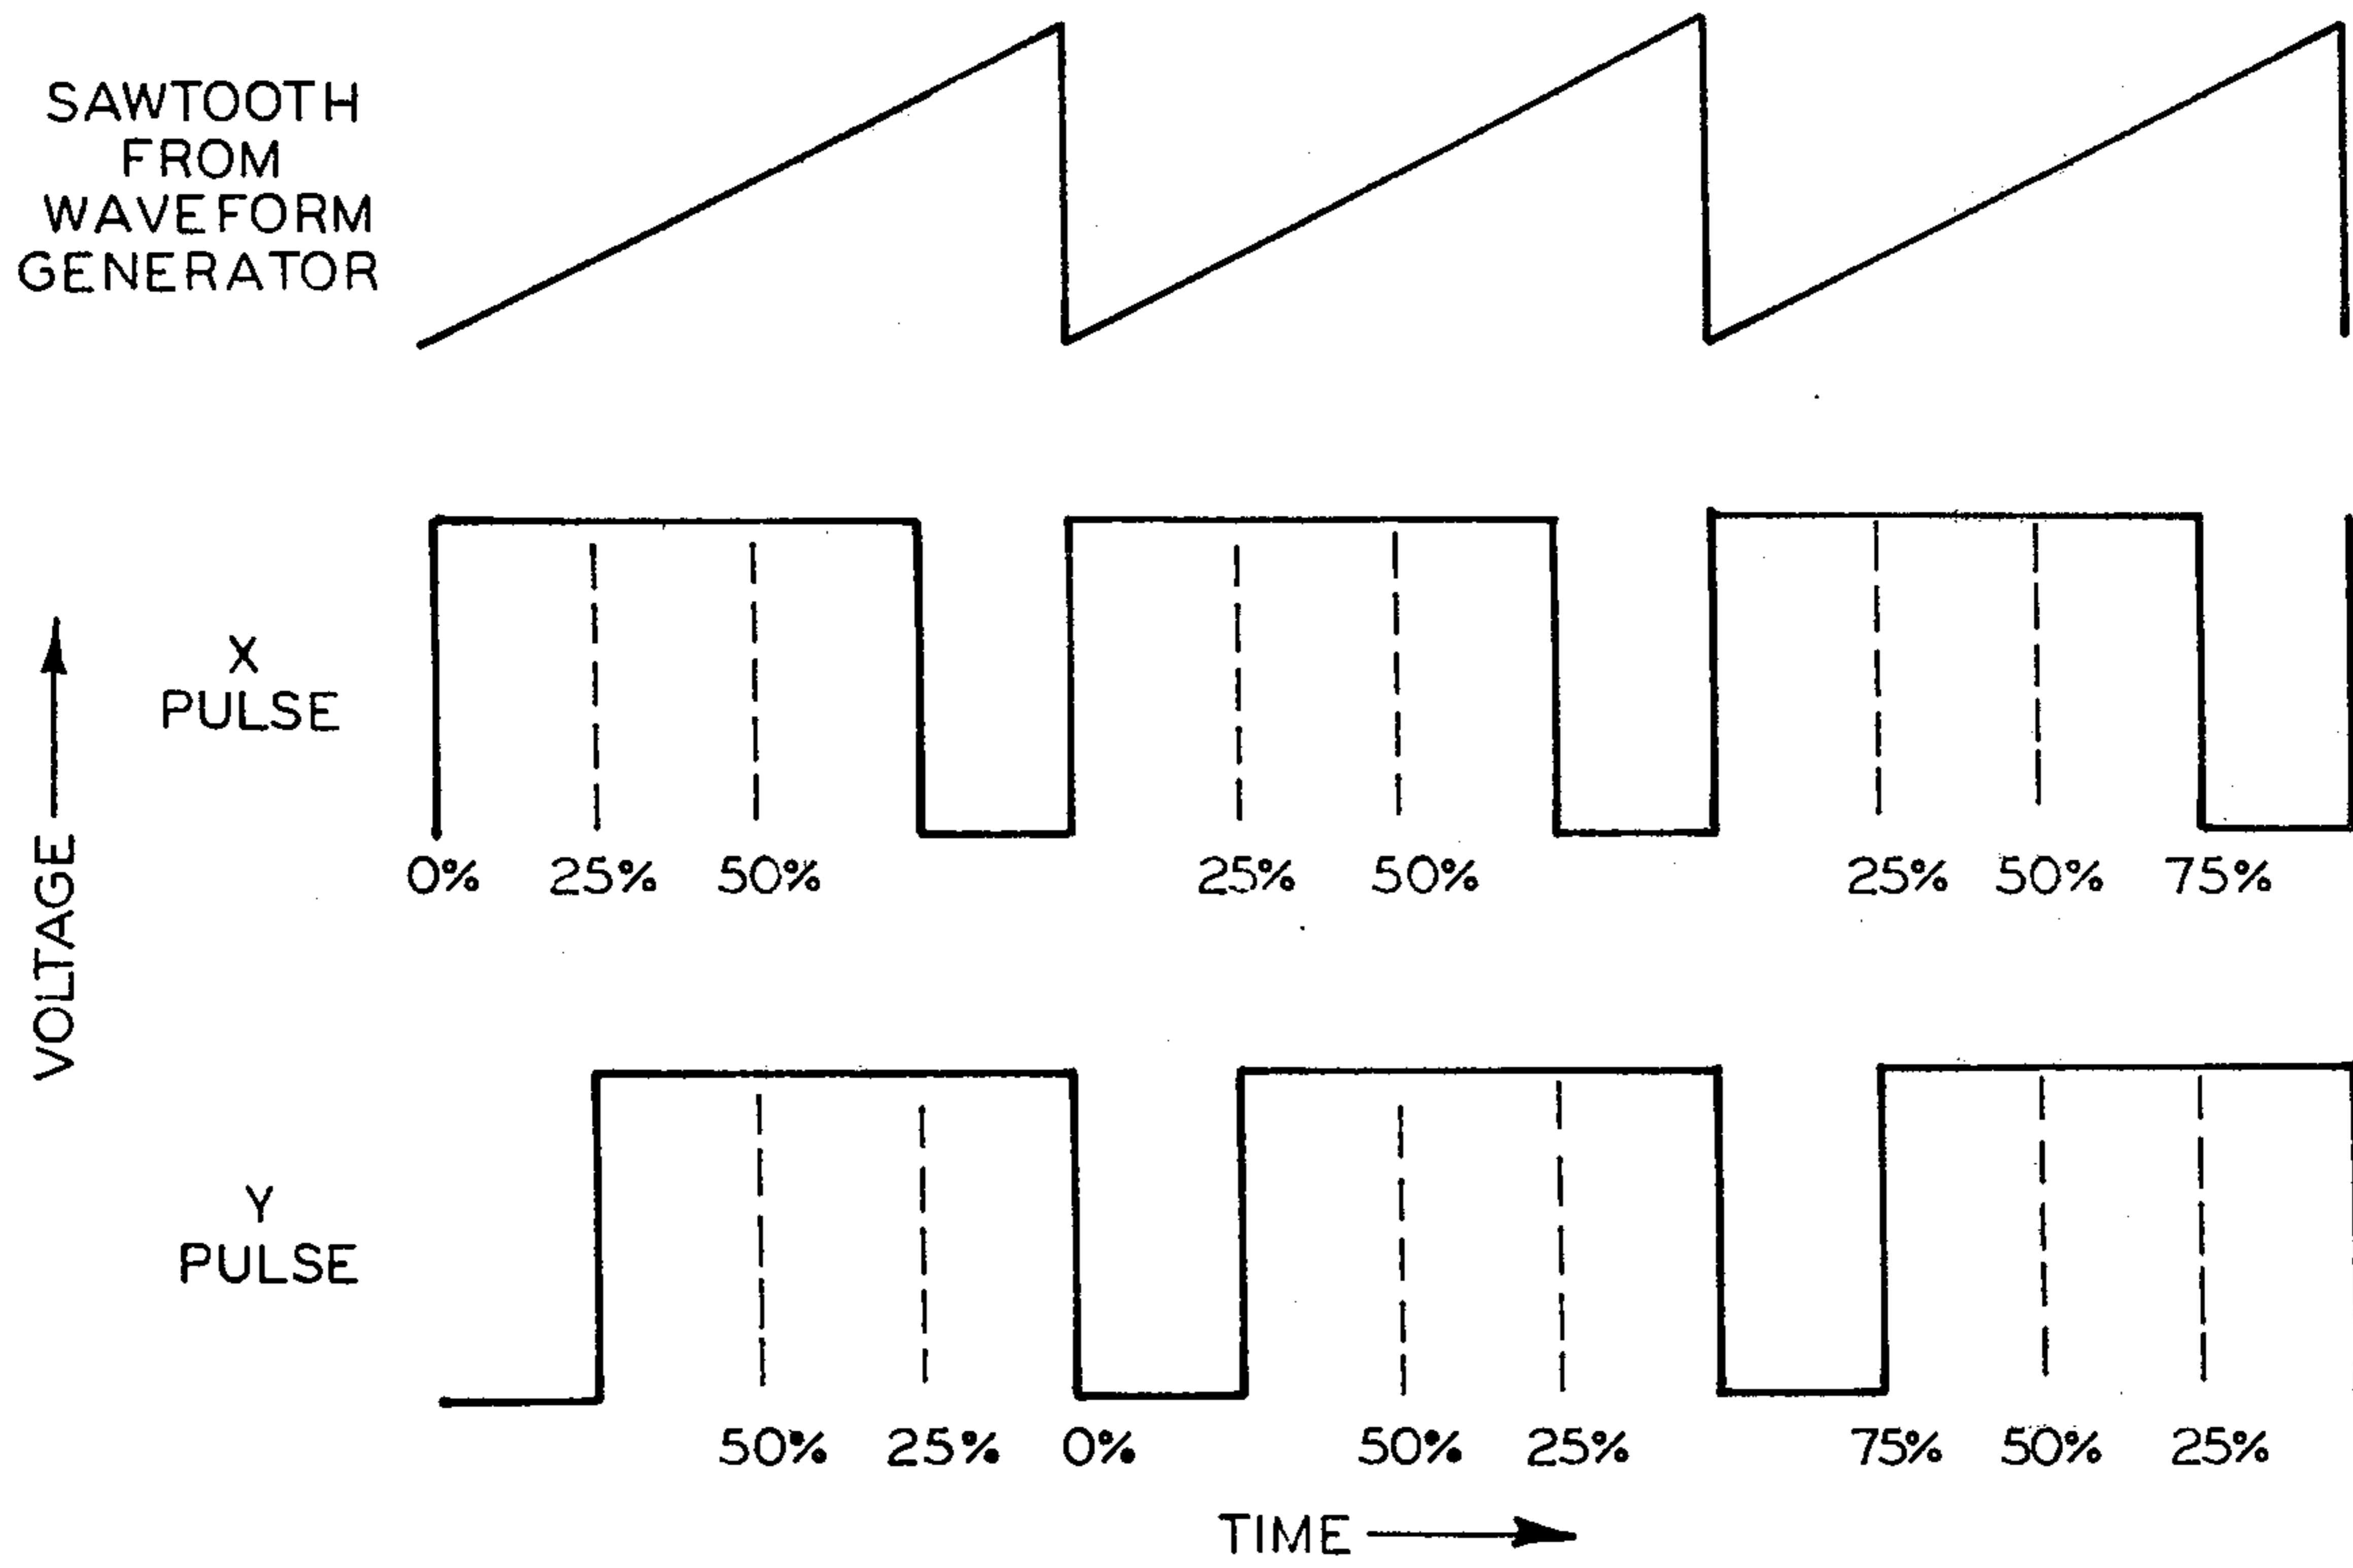 SAWTOOTH
FROM
WAVEFORM
GENERATOR
VOLTAGE
X
PULSE
0% 25% 50% 25% 50% 25% 50% 75%
Y
PULSE
50% 25% 0% 50% 25% 75% 50% 25%
TIME